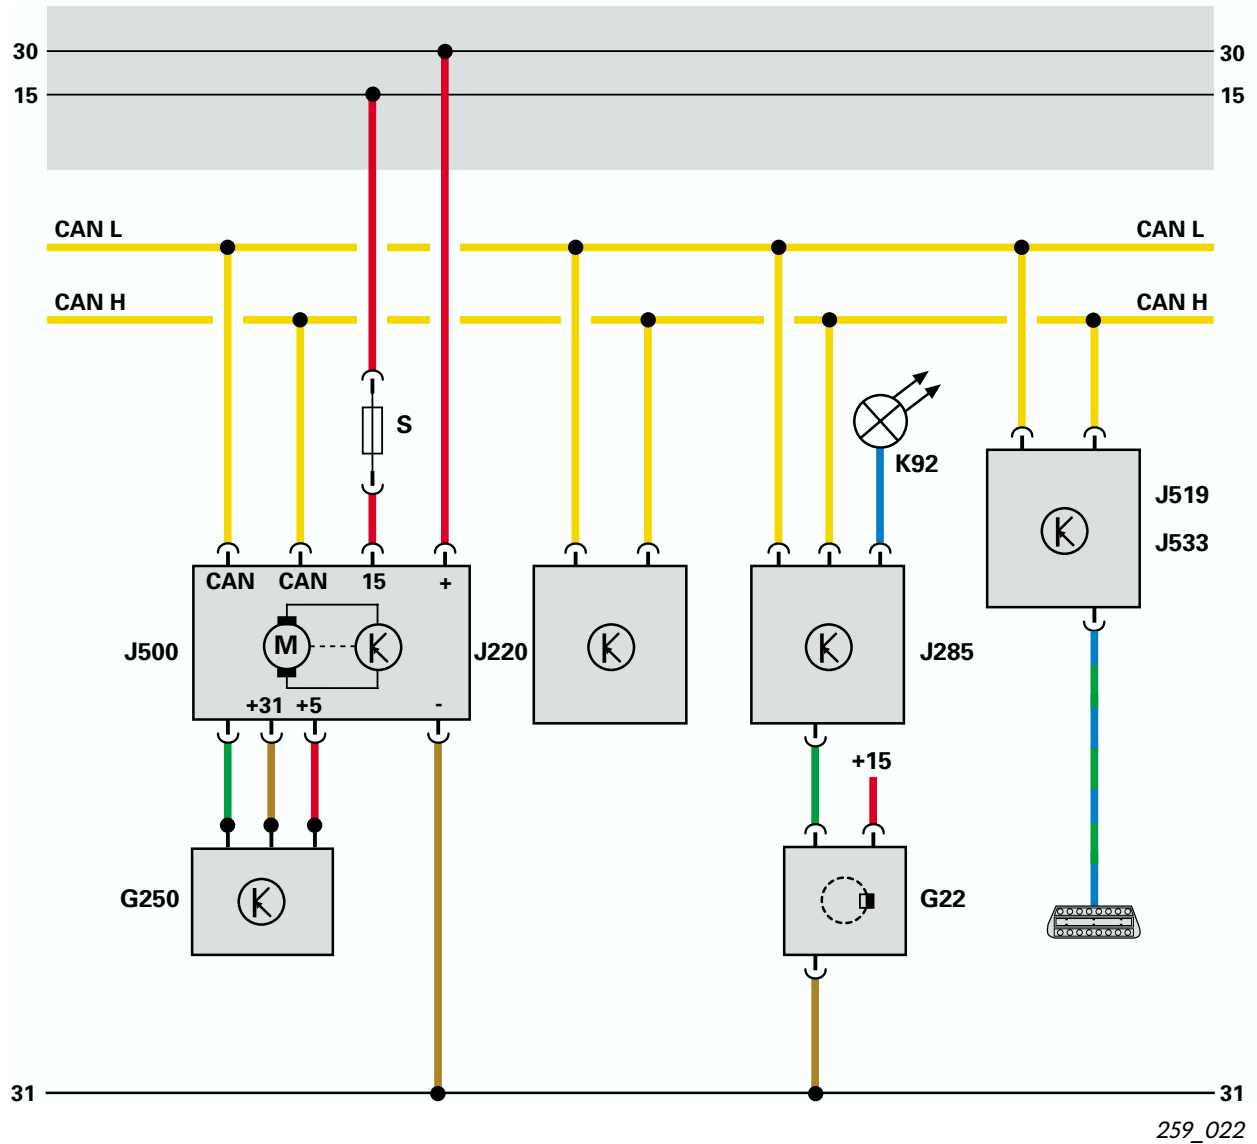 30 30
15 15
CAN L CAN L
CAN H CAN H
S
K92
J519
J533
CAN CAN 15 +
J500 M J220 J285
+31 +5 -
+15
G250 G22
31 31
259_022